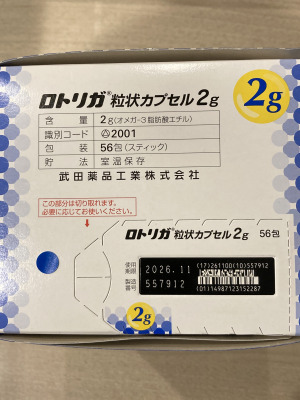 ロトリガ®粒状カプセル2g
2g
含　量　2g(オメガ-3脂肪酸エチル)
識別コード　2001
包　装　56包(スティック)
貯　法　室温保存
武田薬品工業株式会社
この部分は切り取れます。
必要に応じてお使いください。
ロトリガ®粒状カプセル2g　56包
使用期限　2026.11
(17)261100(10)557912
製造番号　557912
(01)14987123152287
2g